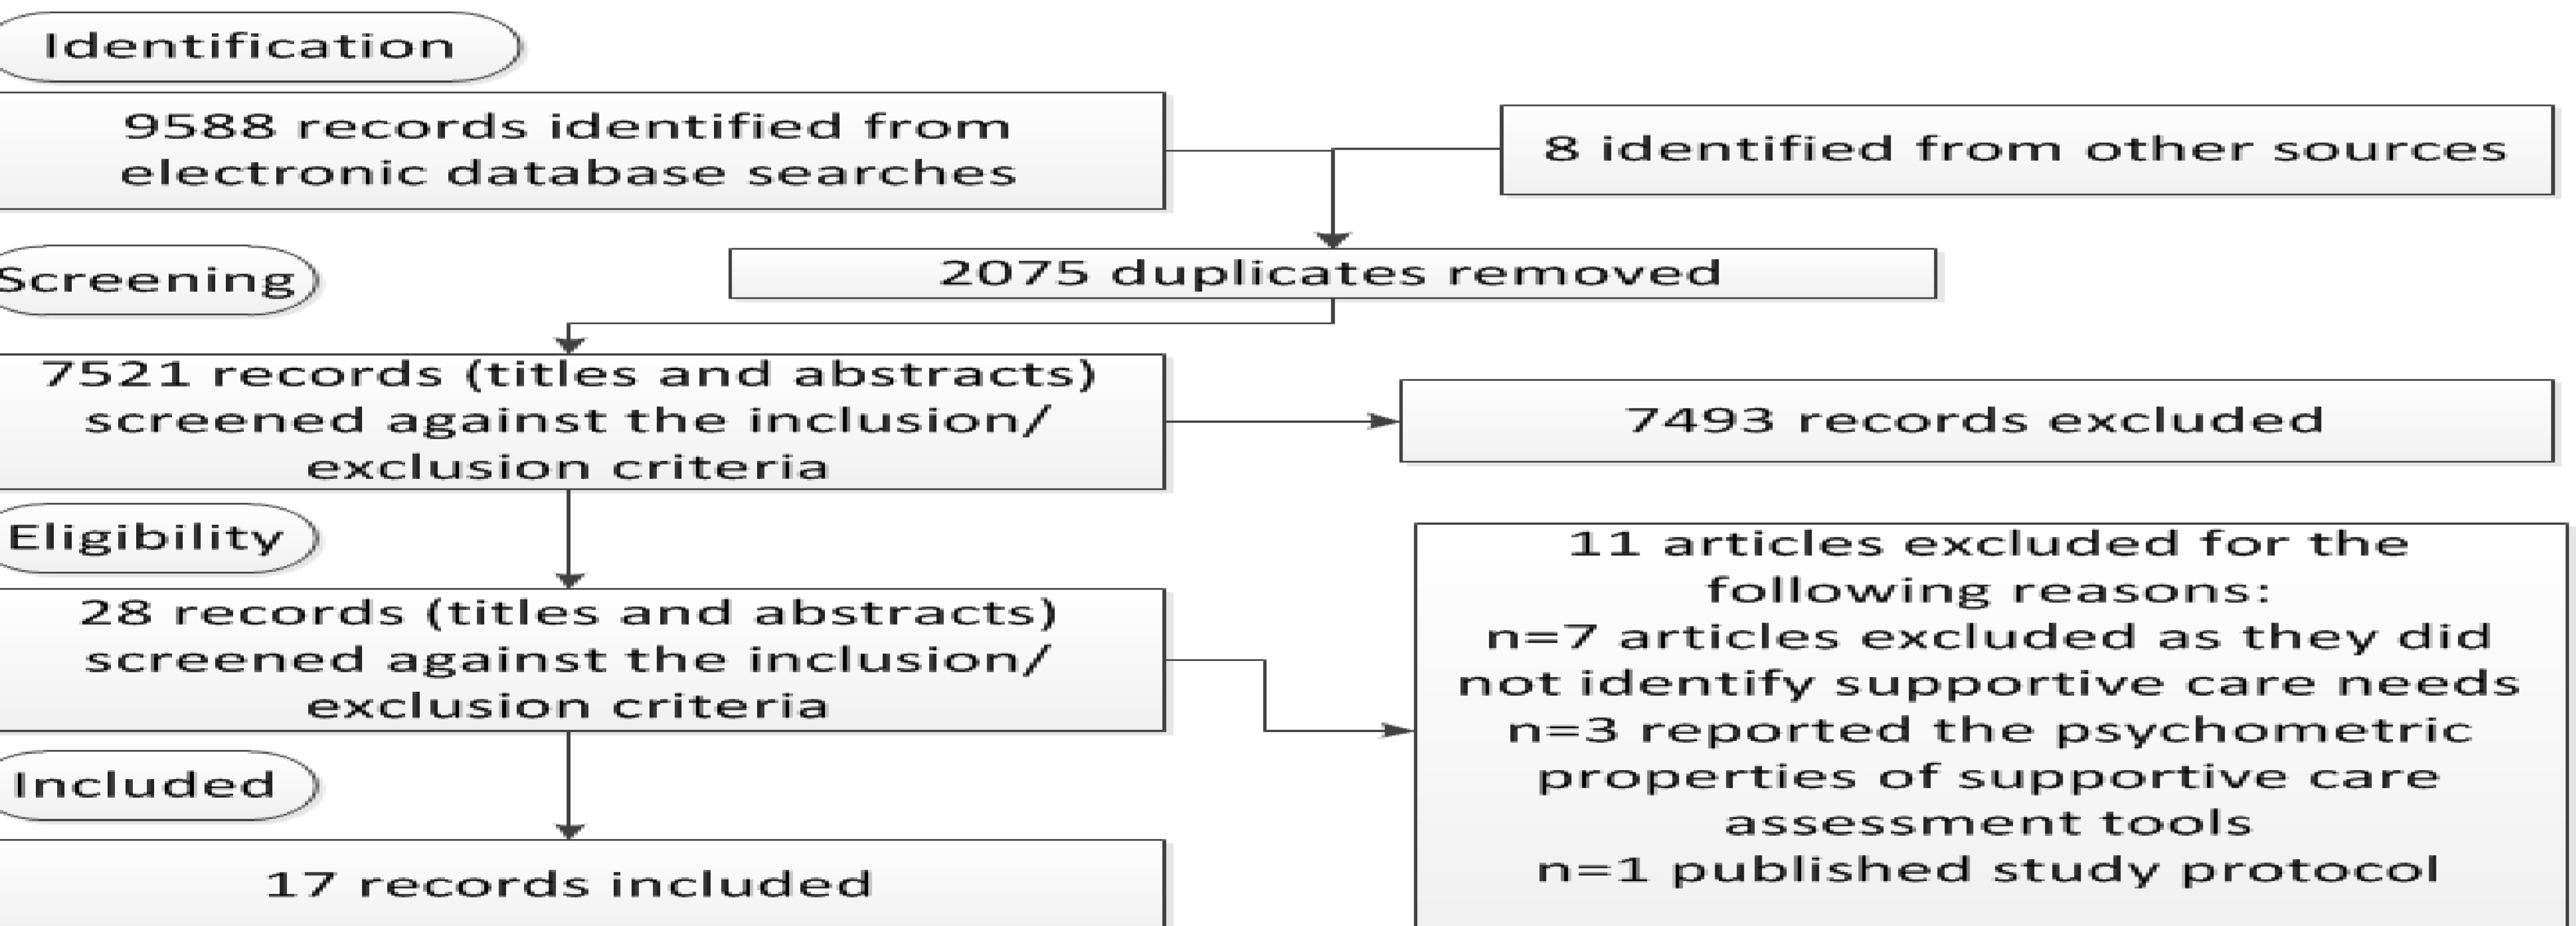 Identification
9588 records identified from
electronic database searches
8 identified from other sources
Screening
2075 duplicates removed
7521 records (titles and abstracts)
screened against the inclusion/
exclusion criteria
7493 records excluded
Eligibility
28 records (titles and abstracts)
screened against the inclusion/
exclusion criteria
11 articles excluded for the
following reasons:
n=7 articles excluded as they did
not identify supportive care needs
n=3 reported the psychometric
properties of supportive care
assessment tools
n=1 published study protocol
Included
17 records included